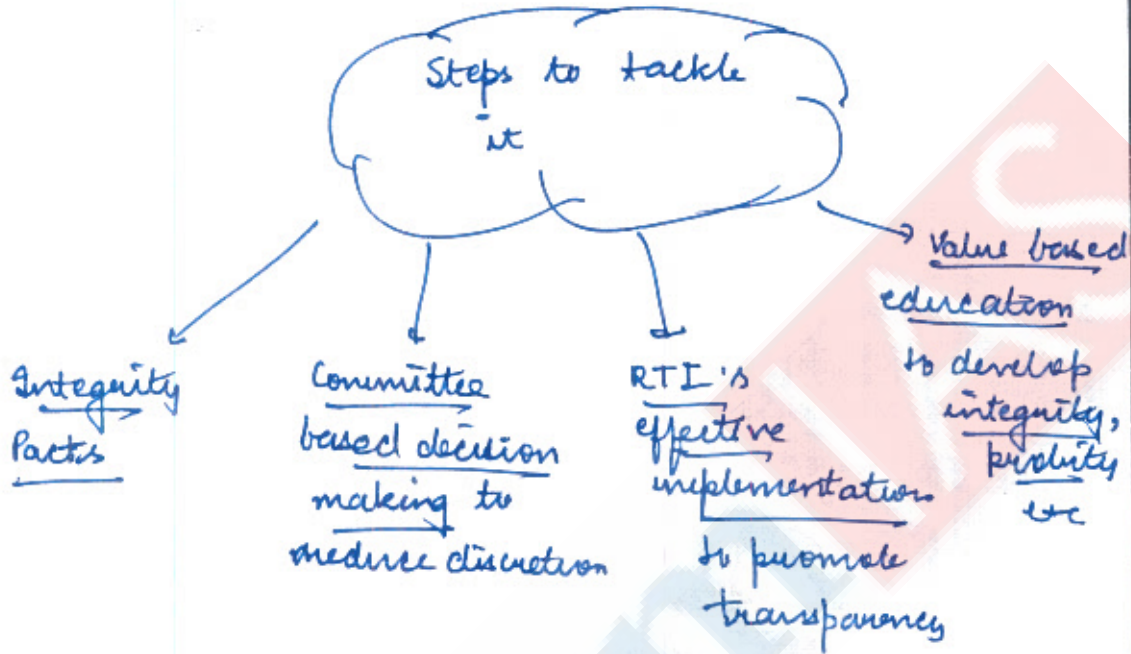 Steps to tackle
it
Integrity
Pacts
Committee
based decision
making to
reduce discretion
RTI's
effective
implementation
to promote
transparency
Value based
education
to develop
integrity,
probity
etc